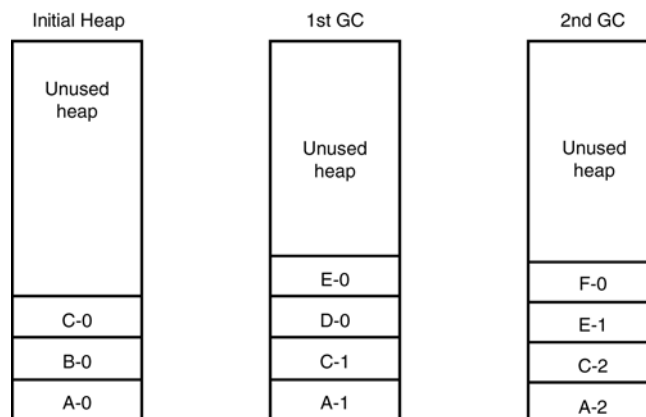 Initial Heap
Unused
heap
C-0
B-0
A-0
1st GC
Unused
heap
E-0
D-0
C-1
A-1
2nd GC
Unused
heap
F-0
E-1
C-2
A-2